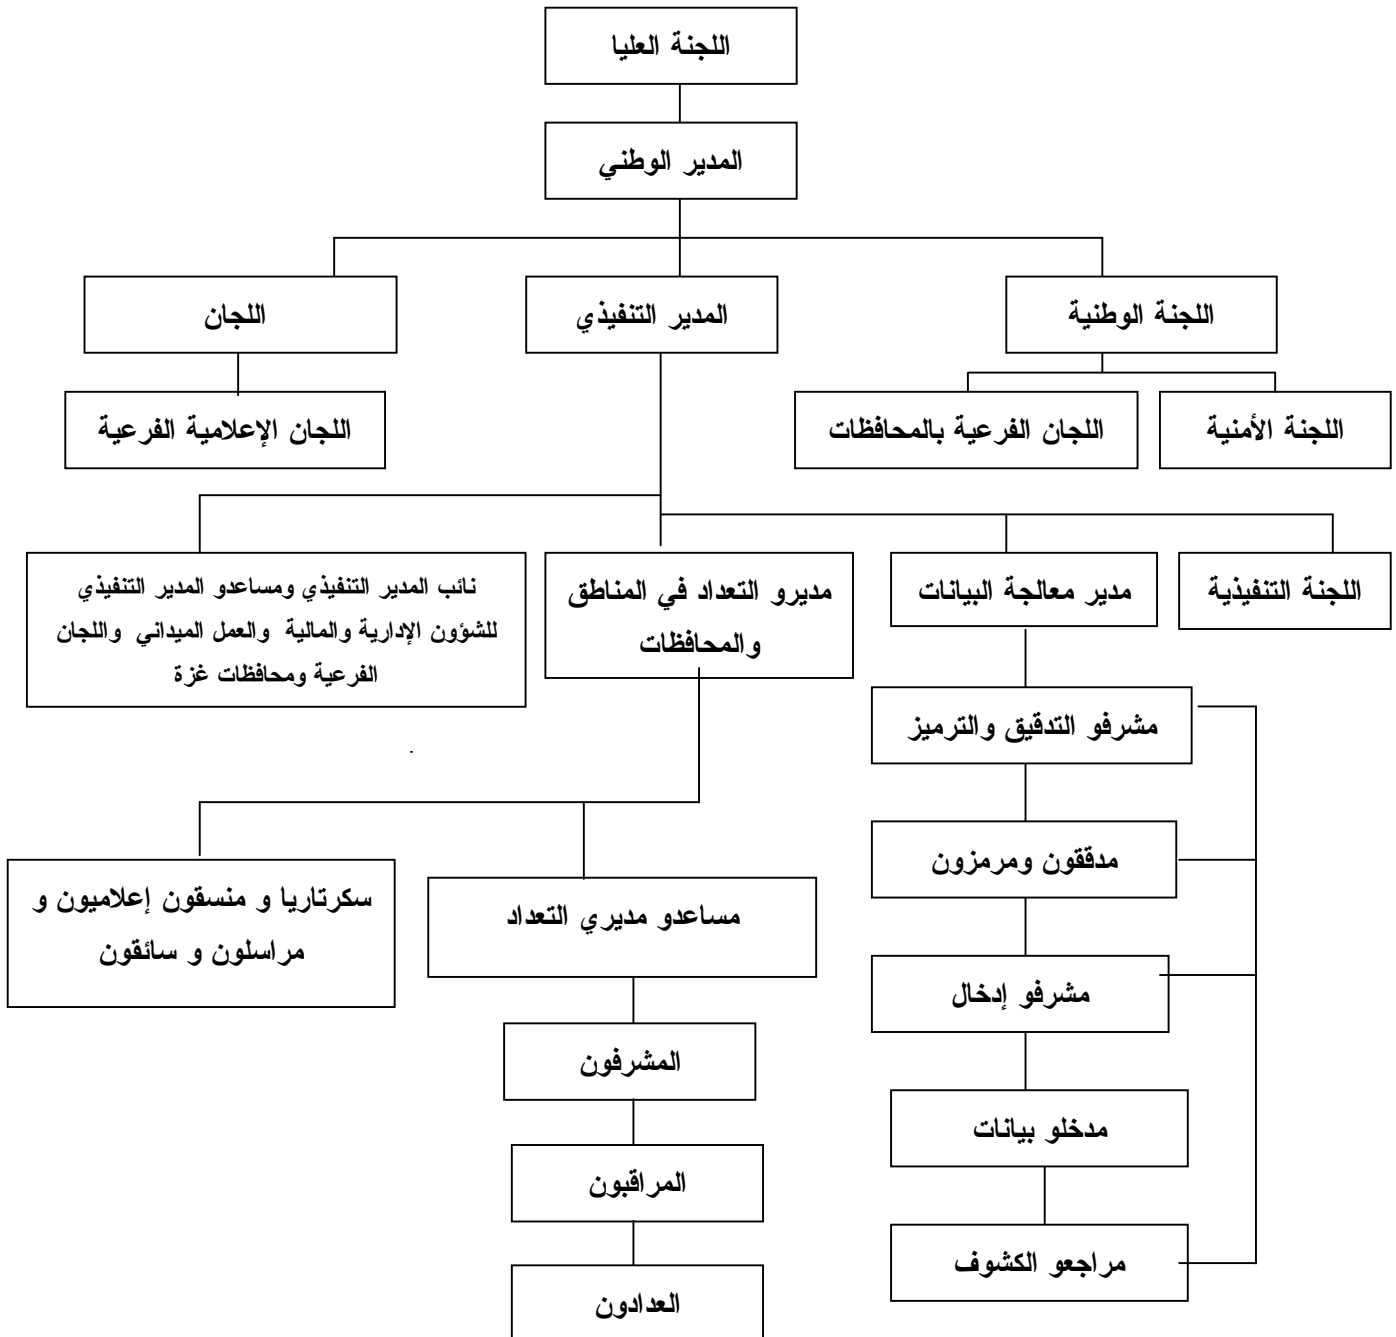 اللجنة العليا
المدير الوطني
اللجنة الوطنية
المدير التنفيذي
اللجان
اللجنة الأمنية
اللجان الفرعية بالمحافظات
اللجان الإعلامية الفرعية
اللجنة التنفيذية
مدير معالجة البيانات
مديرو التعداد في المناطق
والمحافظات
نائب المدير التنفيذي ومساعدو المدير التنفيذي
للشؤون الإدارية والمالية والعمل الميداني واللجان
الفرعية ومحافظات غزة
مشرفو التدقيق والترميز
مدققون ومرمزون
مشرفو إدخال
مدخلو بيانات
مراجعو الكشوف
مساعدو مديري التعداد
سكرتاريا و منسقون إعلاميون و
مراسلون و سائقون
المشرفون
المراقبون
العدادون